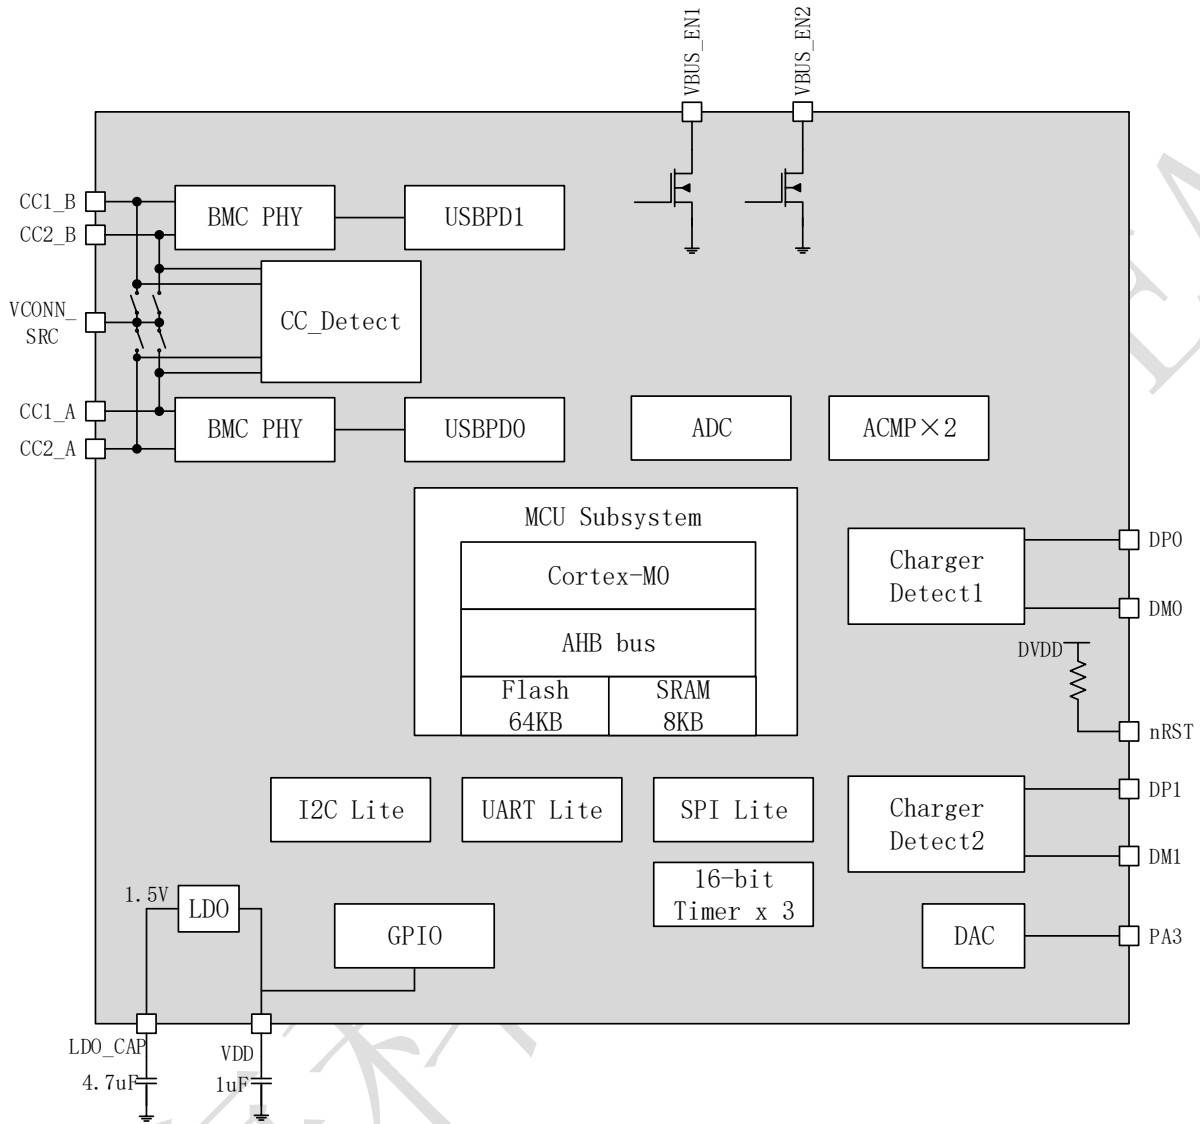 VBUS_EN1
VBUS_EN2
CC1_B
CC2_B
BMC PHY
USBPD1
VCONN_
SRC
CC_Detect
CC1_A
CC2_A
BMC PHY
USBPD0
ADC
ACMP×2
MCU Subsystem
Cortex-M0
AHB bus
Flash
64KB
SRAM
8KB
Charger
Detect1
DP0
DM0
DVDD
nRST
I2C Lite
UART Lite
SPI Lite
Charger
Detect2
DP1
DM1
16-bit
Timer x 3
1.5V
LDO
GPIO
DAC
PA3
LDO_CAP
4.7uF
VDD
1uF